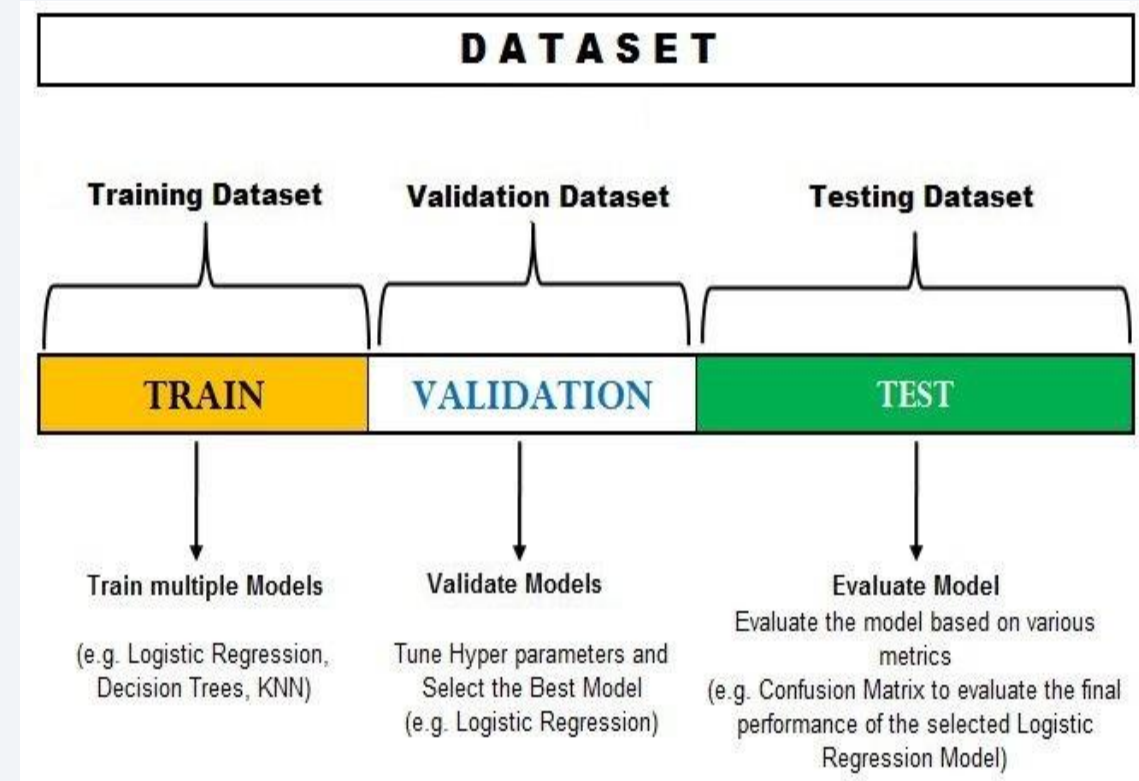 DATASET
Training Dataset
Validation Dataset
Testing Dataset
TRAIN
VALIDATION
TEST
Train multiple Models
(e.g. Logistic Regression,
Decision Trees, KNN)
Validate Models
Tune Hyper parameters and
Select the Best Model
(e.g. Logistic Regression)
Evaluate Model
Evaluate the model based on various
metrics
(e.g. Confusion Matrix to evaluate the final
performance of the selected Logistic
Regression Model)